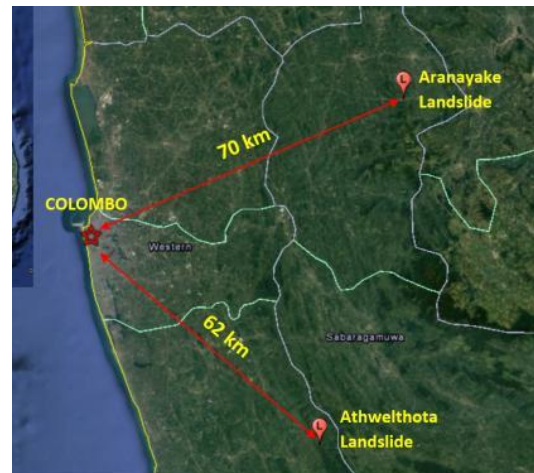 L
Aranayake
Landslide
70 km
COLOMBO
Western
62 km
Sabaragamuwa
L
Athwelthota
Landslide